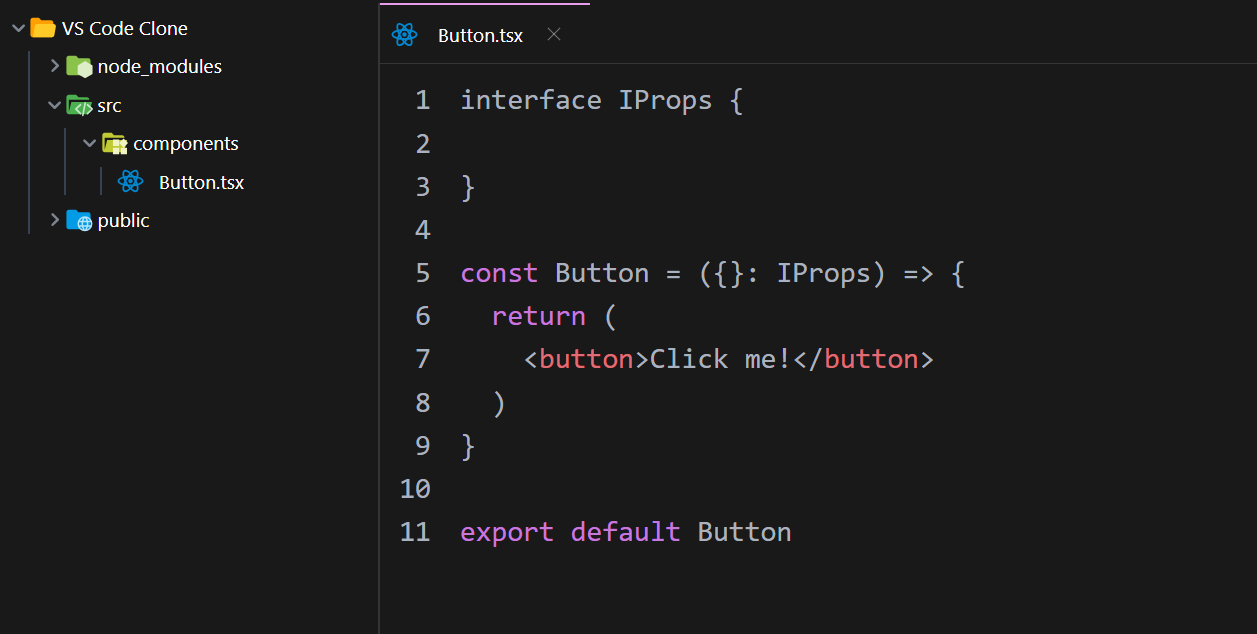 VS Code Clone
node_modules
src
components
Button.tsx
public
Button.tsx
1 interface IProps {
2
3 }
4
5 const Button = ({}: IProps) => {
6   return (
7     <button>Click me!</button>
8   )
9 }
10
11 export default Button